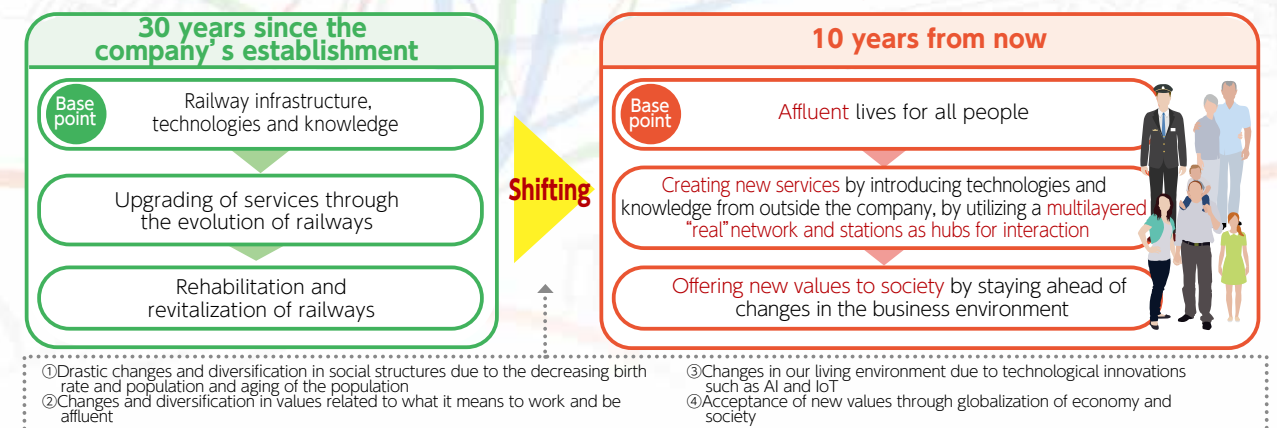 30 years since the
company's establishment
Base
point
Railway infrastructure,
technologies and knowledge
Upgrading of services through
the evolution of railways
Rehabilitation and
revitalization of railways
Shifting
10 years from now
Base
point
Affluent lives for all people
Creating new services by introducing technologies and
knowledge from outside the company, by utilizing a multilayered
“real” network and stations as hubs for interaction
Offering new values to society by staying ahead of
changes in the business environment
①Drastic changes and diversification in social structures due to the decreasing birth
rate and population and aging of the population
②Changes and diversification in values related to what it means to work and be
affluent
③Changes in our living environment due to technological innovations
such as AI and IoT
④Acceptance of new values through globalization of economy and
society